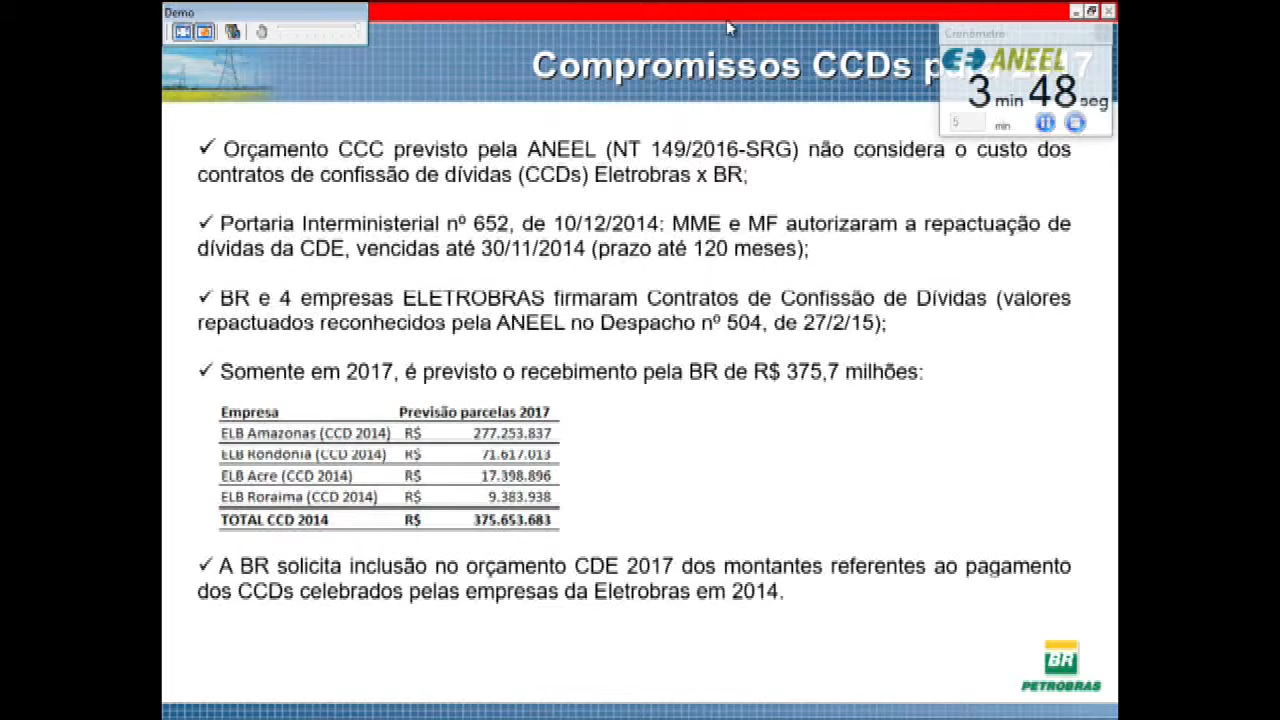 Demo
Cronômetro
Compromissos CCDs p 7
ANEEL
3 min 48 seg
5 min
✓ Orçamento CCC previsto pela ANEEL (NT 149/2016-SRG) não considera o custo dos
contratos de confissão de dívidas (CCDs) Eletrobras x BR;
✓ Portaria Interministerial nº 652, de 10/12/2014: MME e MF autorizaram a repactuação de
dívidas da CDE, vencidas até 30/11/2014 (prazo até 120 meses);
✓ BR e 4 empresas ELETROBRAS firmaram Contratos de Confissão de Dívidas (valores
repactuados reconhecidos pela ANEEL no Despacho nº 504, de 27/2/15);
✓ Somente em 2017, é previsto o recebimento pela BR de R$ 375,7 milhões:
Empresa Previsão parcelas 2017
ELB Amazonas (CCD 2014) R$ 277.253.837
ELB Rondônia (CCD 2014) R$ 71.617.013
ELB Acre (CCD 2014) R$ 17.398.896
ELB Roraima (CCD 2014) R$ 9.383.938
TOTAL CCD 2014 R$ 375.653.683
✓ A BR solicita inclusão no orçamento CDE 2017 dos montantes referentes ao pagamento
dos CCDs celebrados pelas empresas da Eletrobras em 2014.
BR
PETROBRAS